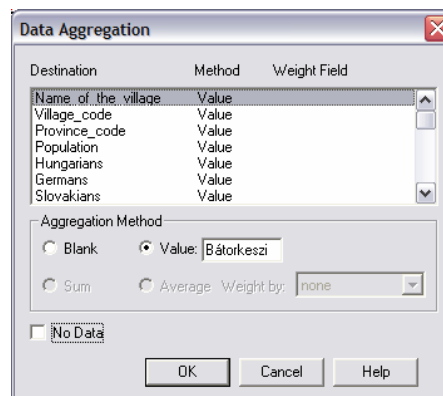 Data Aggregation
Destination Method Weight Field
Name_of_the_village Value
Village_code Value
Province_code Value
Population Value
Hungarians Value
Germans Value
Slovakians Value
Aggregation Method
Blank Value: Bátorkeszi
Sum Average Weight by: none
No Data
OK Cancel Help